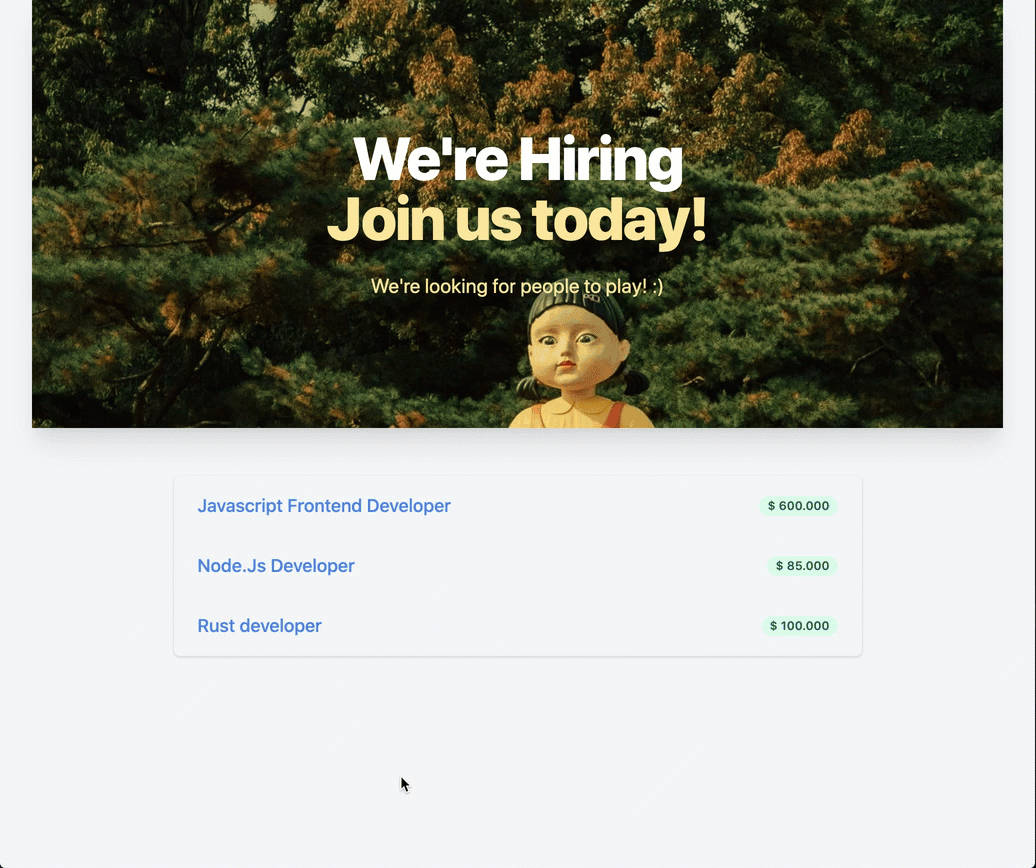 We're Hiring
Join us today!
We're looking for people to play! :)
Javascript Frontend Developer
$ 600.000
Node.Js Developer
$ 85.000
Rust developer
$ 100.000